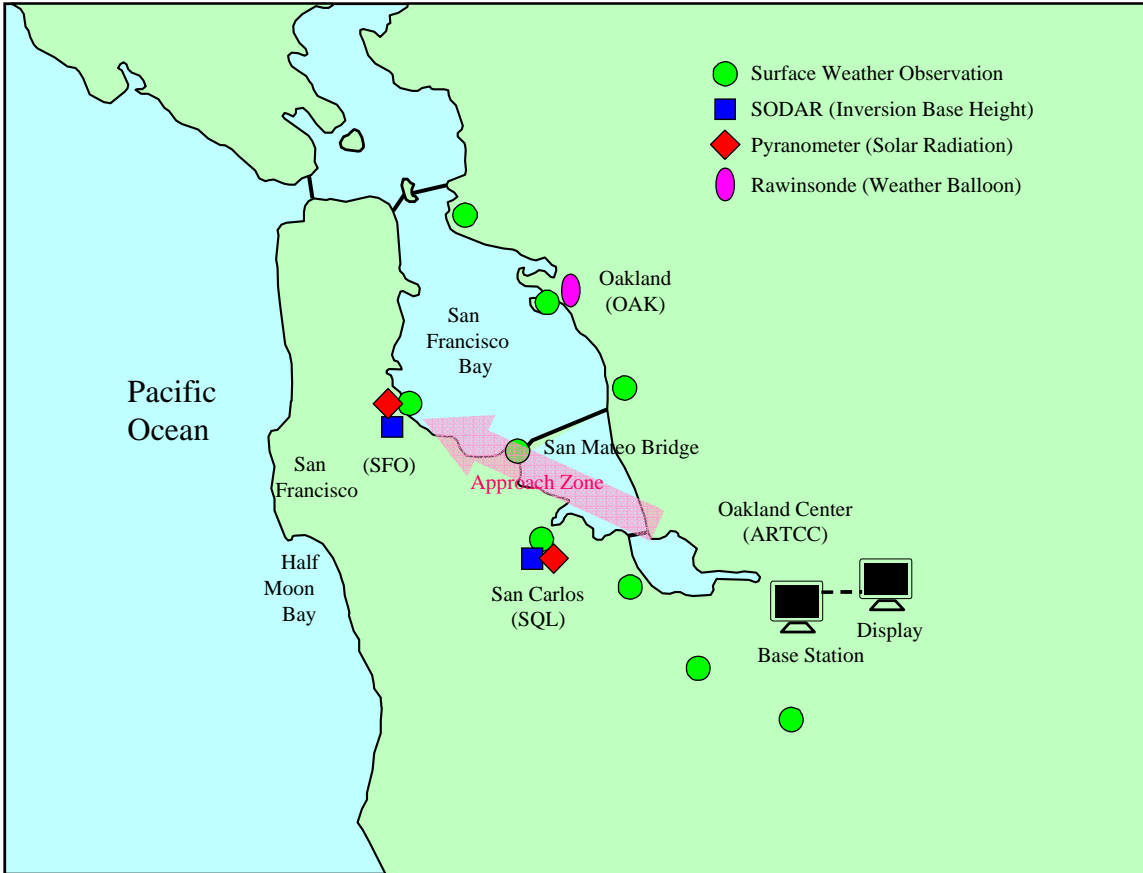 Surface Weather Observation
SODAR (Inversion Base Height)
Pyranometer (Solar Radiation)
Rawinsonde (Weather Balloon)
Oakland
(OAK)
San
Francisco
Bay
Pacific
Ocean
San Mateo Bridge
(SFO)
San
Francisco
Approach Zone
Oakland Center
(ARTCC)
Half
Moon
Bay
San Carlos
(SQL)
Display
Base Station